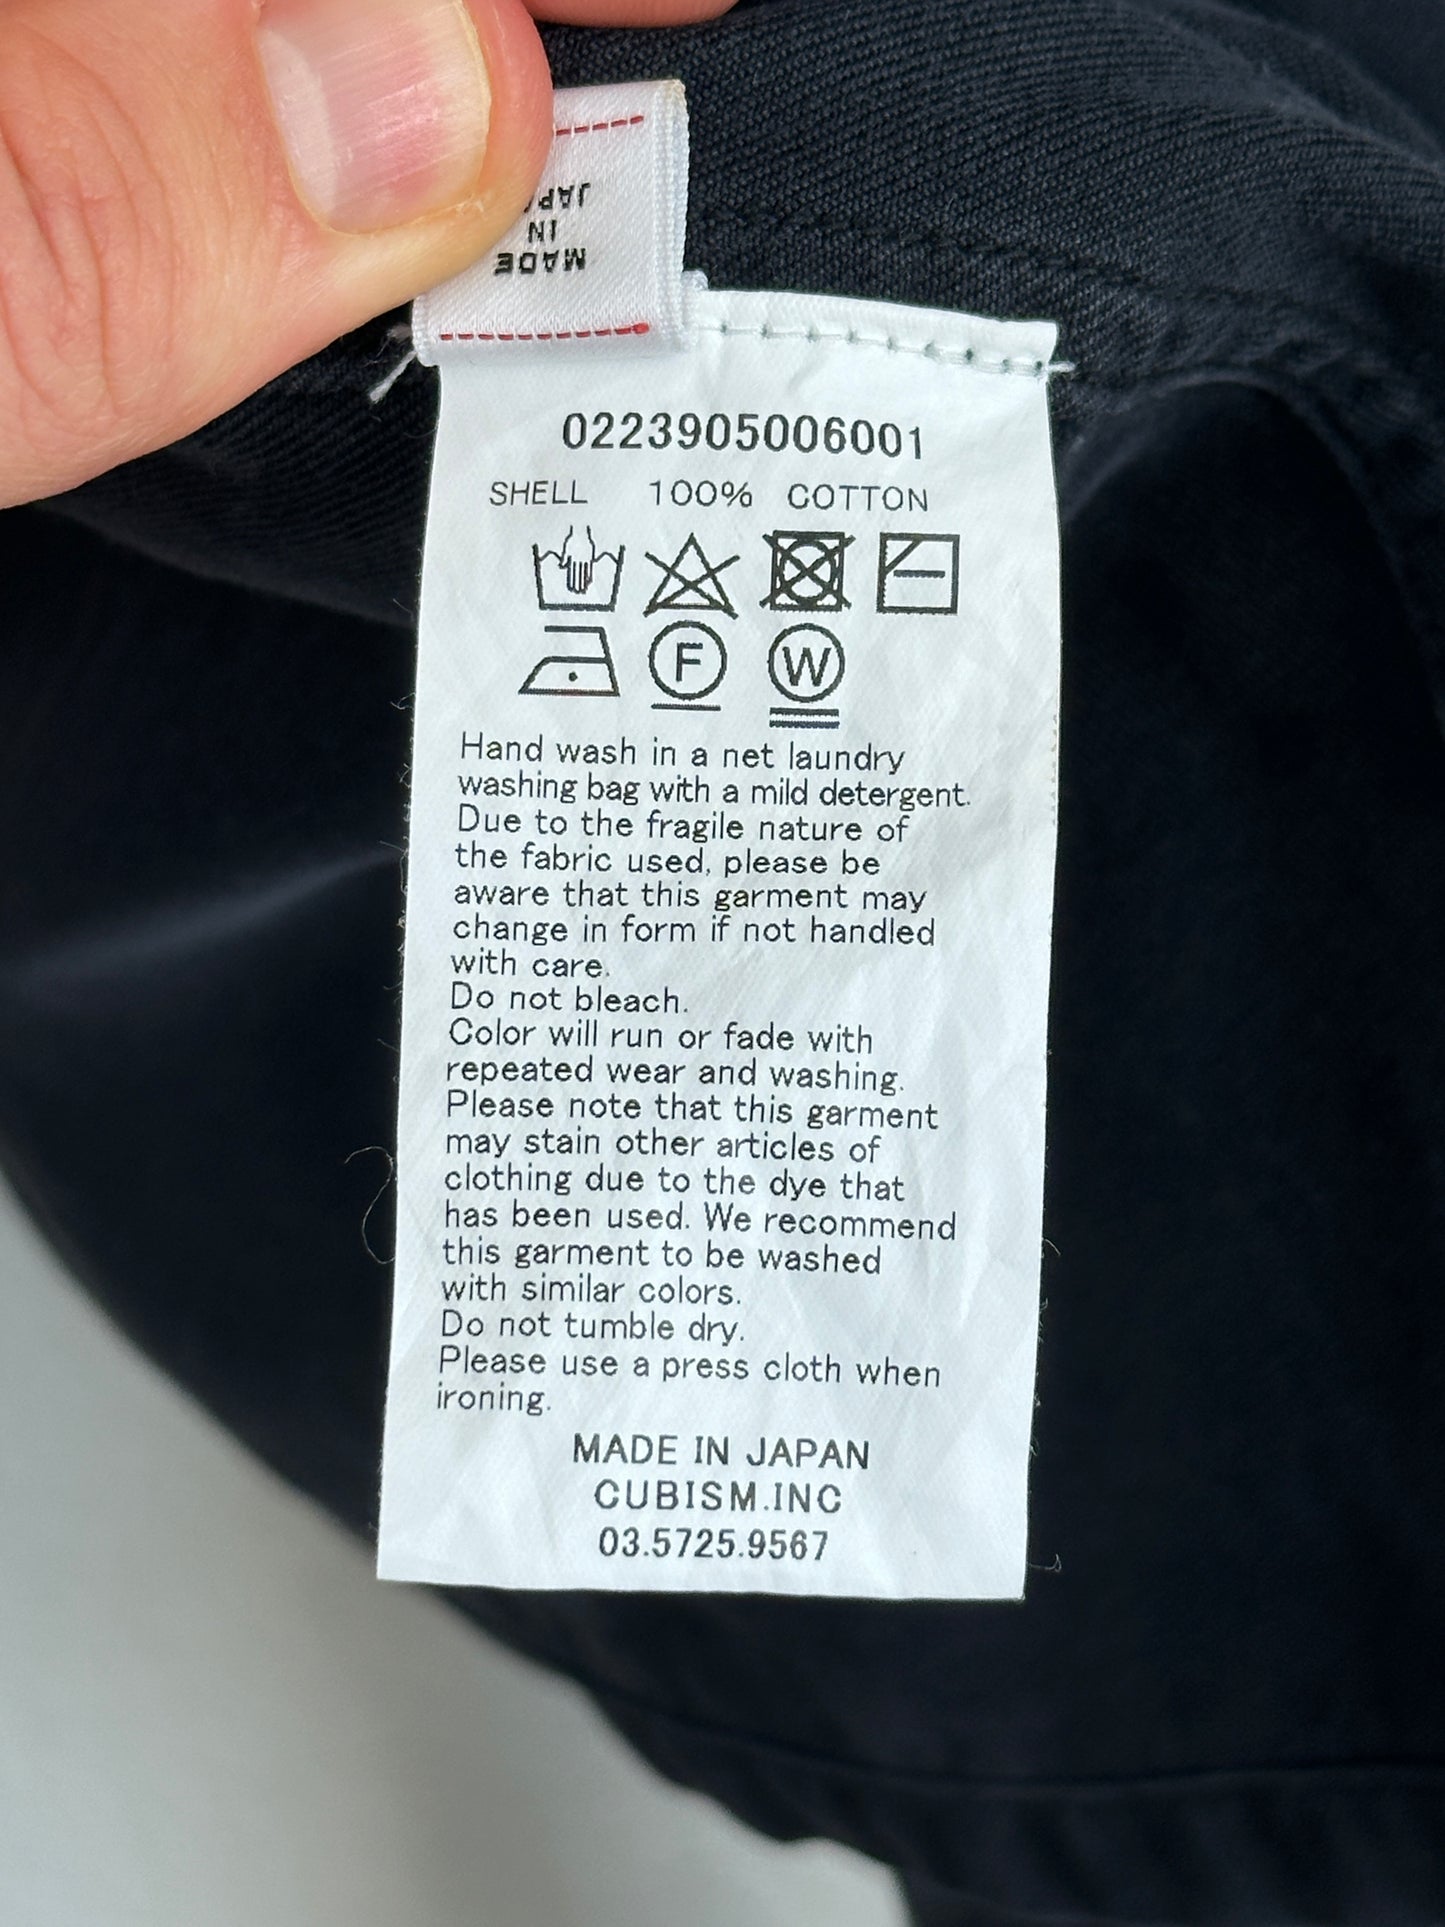 MADE
IN
0223905006001
SHELL 100% COTTON
F W
Hand wash in a net laundry
washing bag with a mild detergent.
Due to the fragile nature of
the fabric used, please be
aware that this garment may
change in form if not handled
with care.
Do not bleach.
Color will run or fade with
repeated wear and washing.
Please note that this garment
may stain other articles of
clothing due to the dye that
has been used. We recommend
this garment to be washed
with similar colors.
Do not tumble dry.
Please use a press cloth when
ironing.
MADE IN JAPAN
CUBISM.INC
03.5725.9567